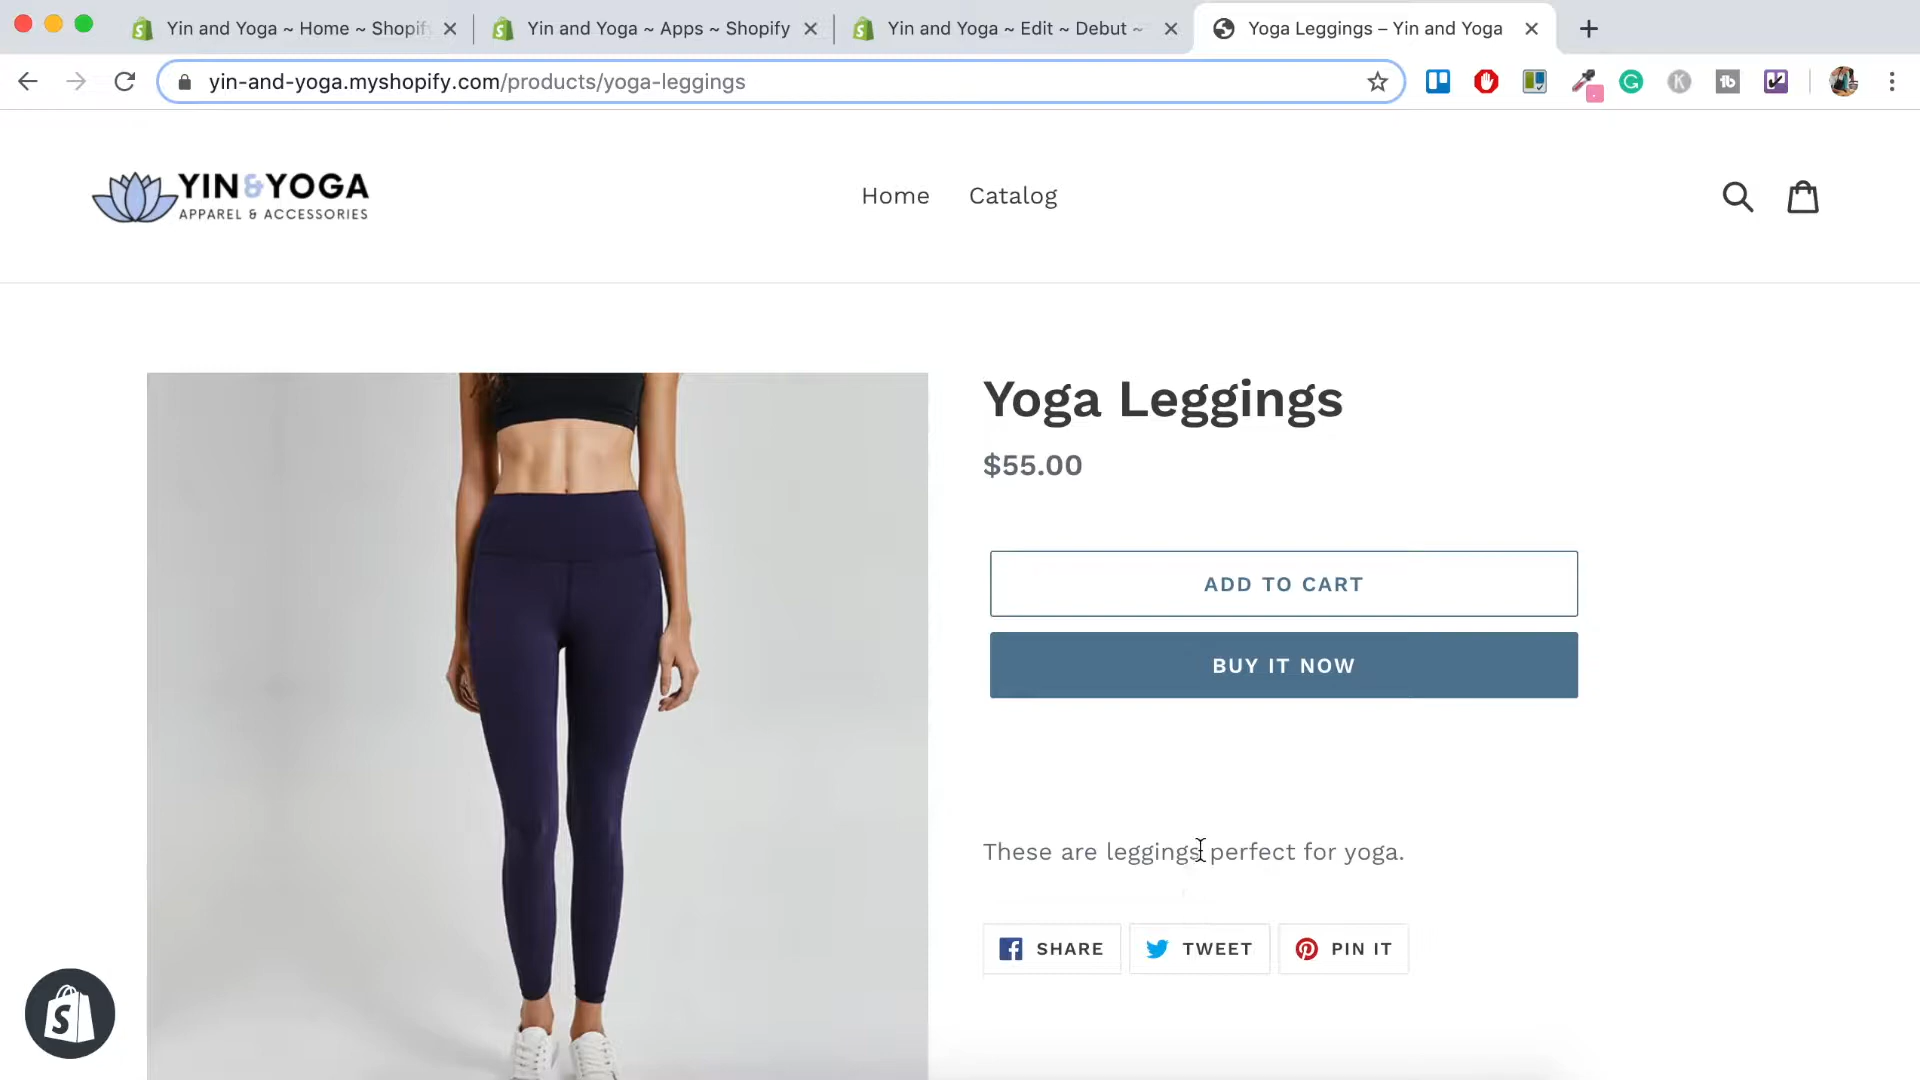 Yin and Yoga ~ Home ~ Shopif
Yin and Yoga ~ Apps ~ Shopify
Yin and Yoga ~ Edit ~ Debut ~
Yoga Leggings – Yin and Yoga
yin-and-yoga.myshopify.com/products/yoga-leggings
YIN&YOGA
APPAREL & ACCESSORIES
Home
Catalog
Yoga Leggings
$55.00
ADD TO CART
BUY IT NOW
These are leggings perfect for yoga.
SHARE
TWEET
PIN IT